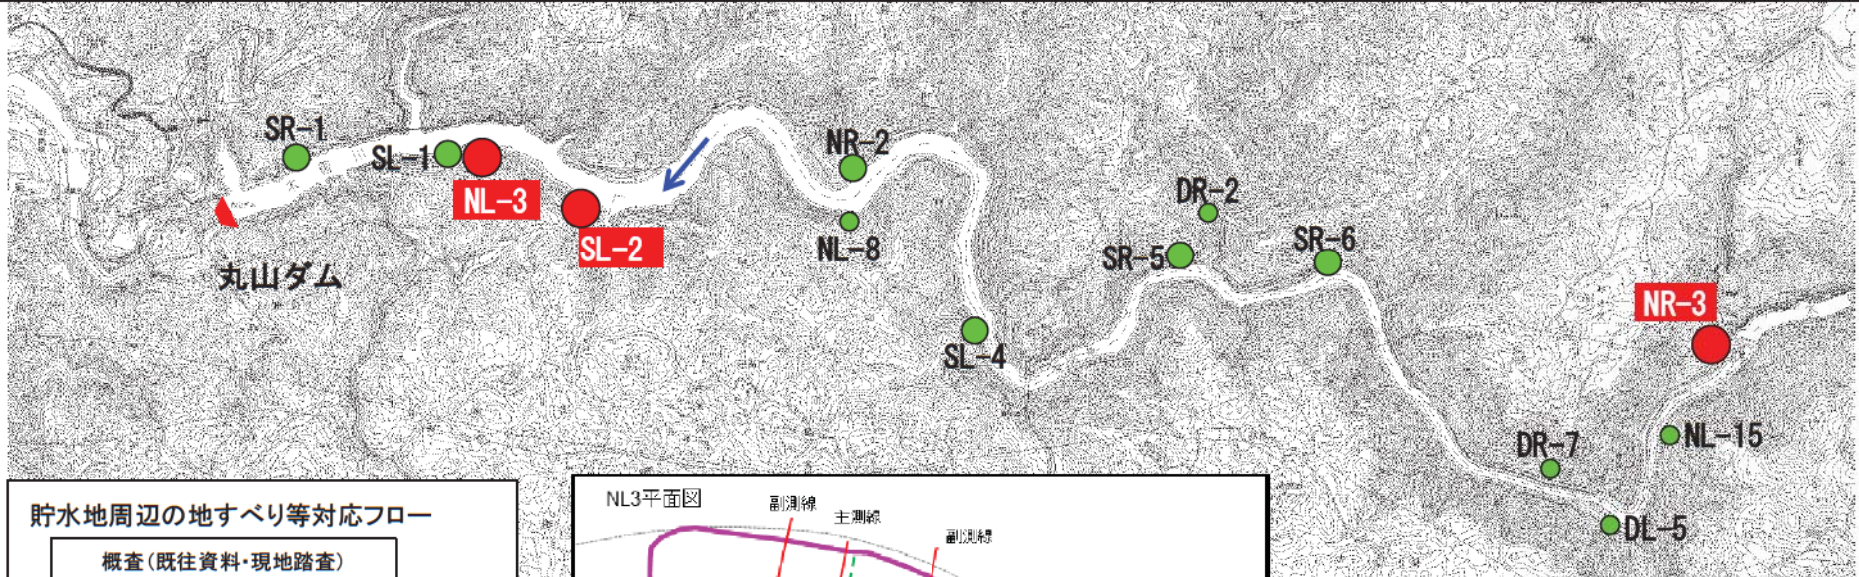 SR-1
SL-1
NL-3
SL-2
NR-2
NL-8
DR-2
SR-5
SR-6
SL-4
NR-3
NL-15
DR-7
DL-5
丸山ダム
貯水地周辺の地すべり等対応フロー
概査(既往資料・現地踏査)
NL3平面図
副測線
主測線
副測線